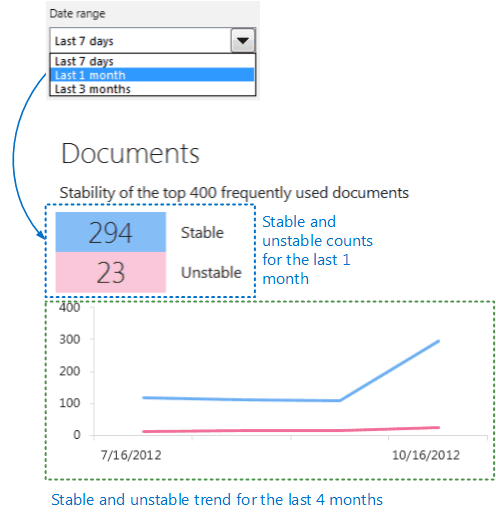 Date range
Last 7 days
Last 7 days
Last 1 month
Last 3 months
Documents
Stability of the top 400 frequently used documents
294 Stable
23 Unstable
Stable and
unstable counts
for the last 1
month
400
300
200
100
0
7/16/2012 10/16/2012
Stable and unstable trend for the last 4 months